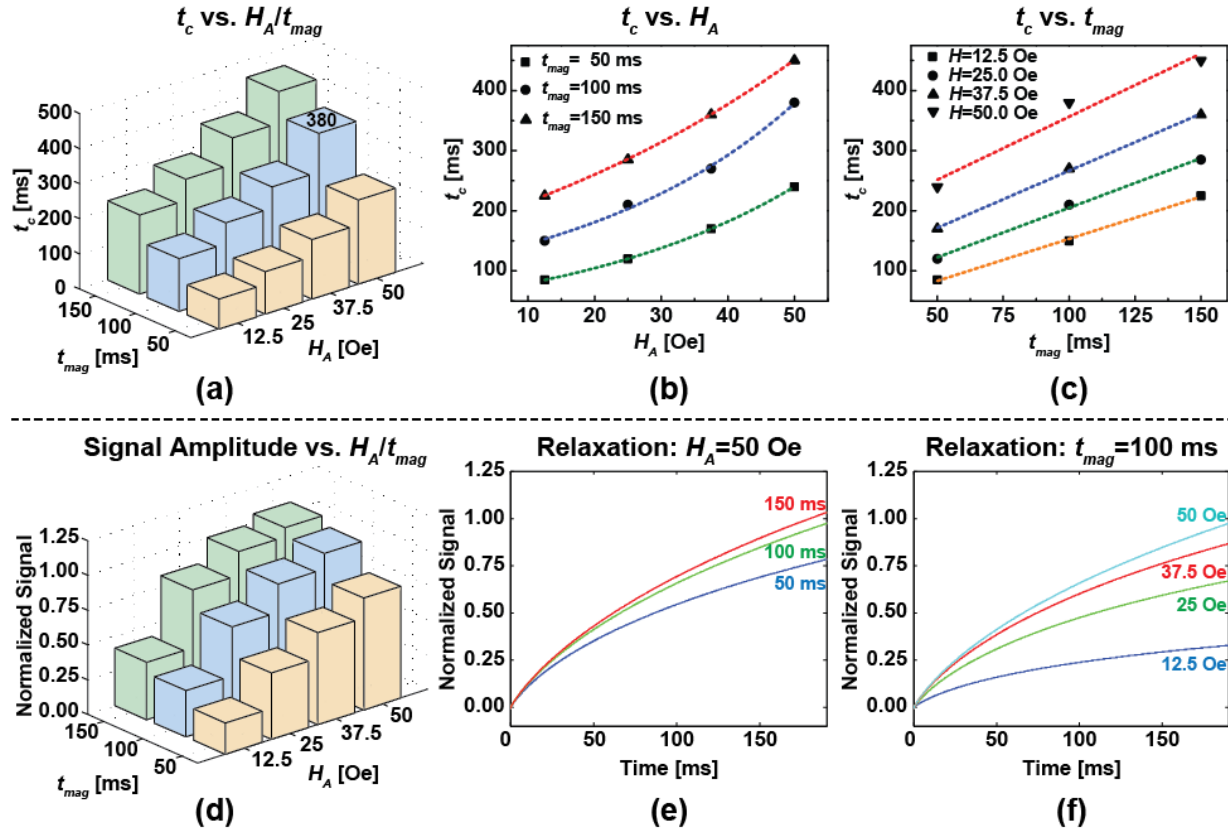 t_c vs. H_A/t_mag
500
400
300
200
100
0
t_c [ms]
380
150
100
50
t_mag [ms]
12.5
25
37.5
50
H_A [Oe]
(a)
t_c vs. H_A
t_mag= 50 ms
t_mag=100 ms
t_mag=150 ms
400
300
200
100
t_c [ms]
10 20 30 40 50
H_A [Oe]
(b)
t_c vs. t_mag
H=12.5 Oe
H=25.0 Oe
H=37.5 Oe
H=50.0 Oe
400
300
200
100
t_c [ms]
50 75 100 125 150
t_mag [ms]
(c)
Signal Amplitude vs. H_A/t_mag
1.25
1.00
0.75
0.50
0.25
0.00
Normalized Signal
150
100
50
t_mag [ms]
12.5
25
37.5
50
H_A [Oe]
(d)
Relaxation: H_A=50 Oe
1.25
1.00
0.75
0.50
0.25
0.00
Normalized Signal
150 ms
100 ms
50 ms
0 50 100 150
Time [ms]
(e)
Relaxation: t_mag=100 ms
1.25
1.00
0.75
0.50
0.25
0.00
Normalized Signal
50 Oe
37.5 Oe
25 Oe
12.5 Oe
0 50 100 150
Time [ms]
(f)